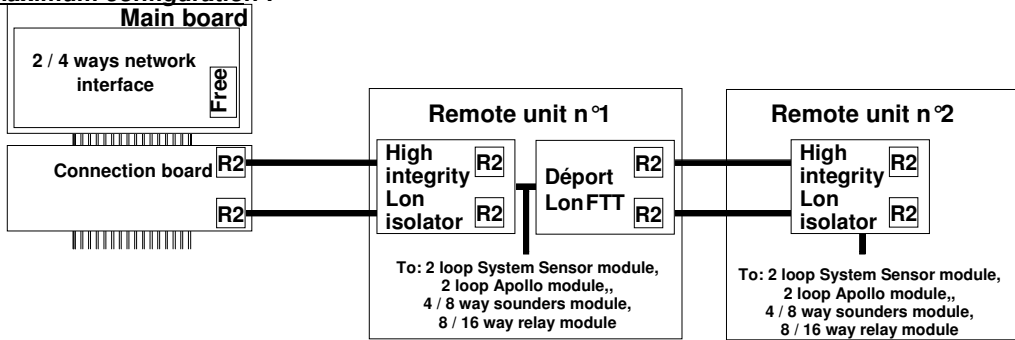 Maximum configuration :
Main board
2 / 4 ways network
interface
Free
Connection board
R2
R2
Remote unit n°1
High
integrity
Lon
isolator
R2
R2
Déport
Lon FTT
R2
R2
To: 2 loop System Sensor module,
2 loop Apollo module,,
4 / 8 way sounders module,
8 / 16 way relay module
Remote unit n°2
High
integrity
Lon
isolator
R2
R2
To: 2 loop System Sensor module,
2 loop Apollo module,,
4 / 8 way sounders module,
8 / 16 way relay module